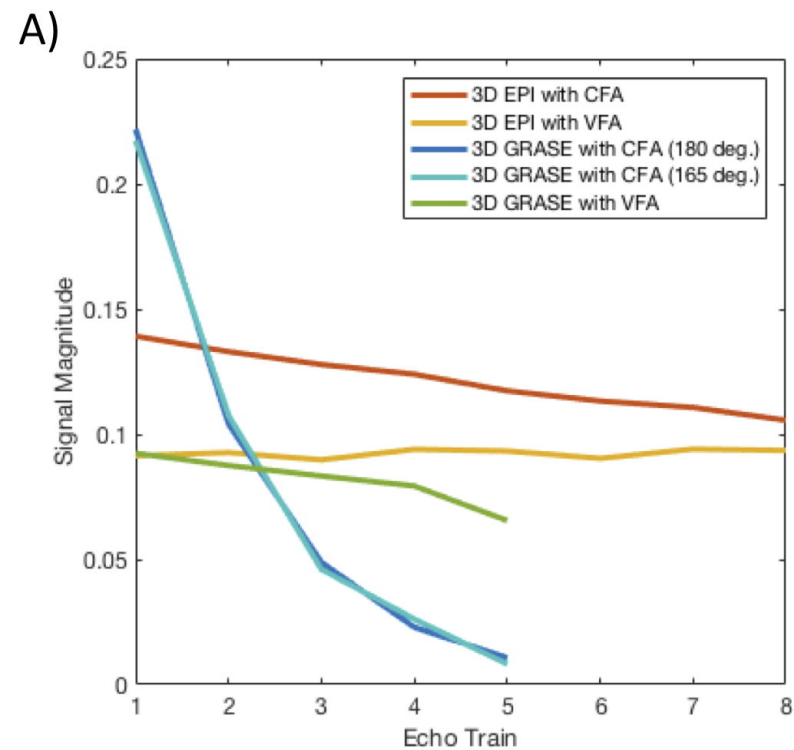 A)
0.25
0.2
0.15
0.1
0.05
0
Signal Magnitude
3D EPI with CFA
3D EPI with VFA
3D GRASE with CFA (180 deg.)
3D GRASE with CFA (165 deg.)
3D GRASE with VFA
1 2 3 4 5 6 7 8
Echo Train